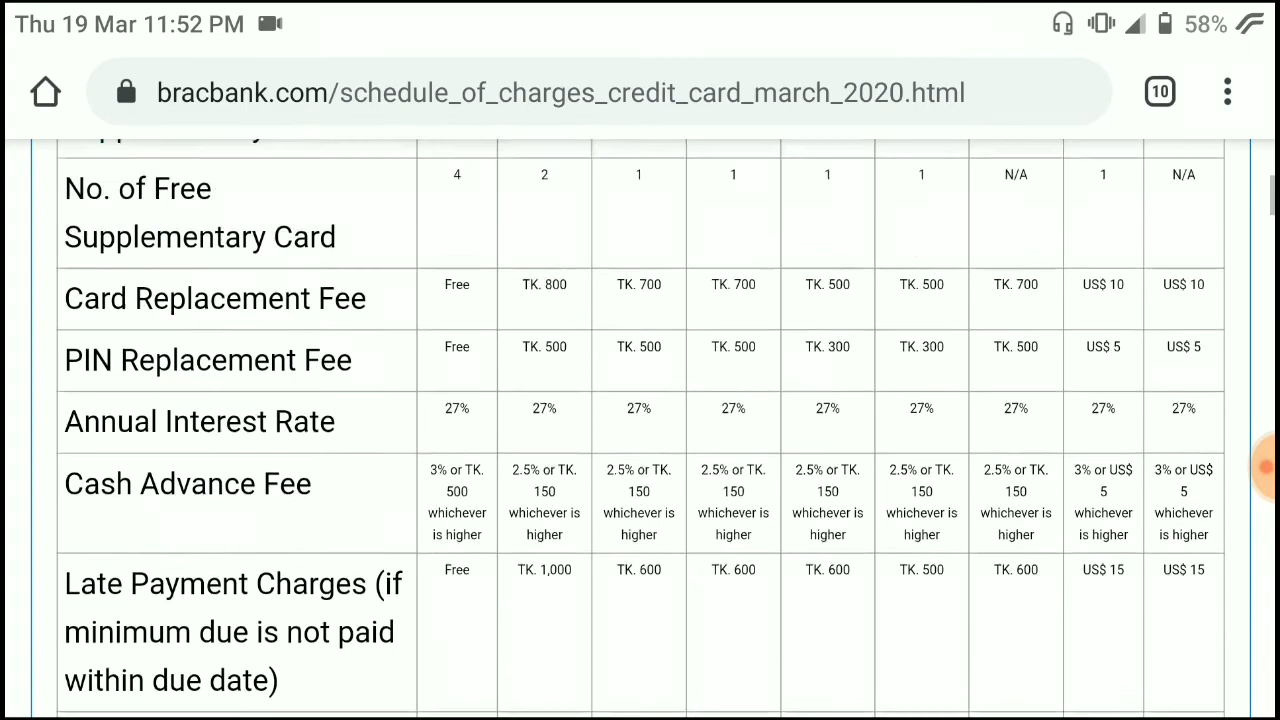 Thu 19 Mar 11:52 PM
58%
bracbank.com/schedule_of_charges_credit_card_march_2020.html
10
No. of Free
Supplementary Card
4
2
1
1
1
1
N/A
1
N/A
Card Replacement Fee
Free
TK. 800
TK. 700
TK. 700
TK. 500
TK. 500
TK. 700
US$ 10
US$ 10
PIN Replacement Fee
Free
TK. 500
TK. 500
TK. 500
TK. 300
TK. 300
TK. 500
US$ 5
US$ 5
Annual Interest Rate
27%
27%
27%
27%
27%
27%
27%
27%
27%
Cash Advance Fee
3% or TK.
500
whichever
is higher
2.5% or TK.
150
whichever is
higher
2.5% or TK.
150
whichever is
higher
2.5% or TK.
150
whichever is
higher
2.5% or TK.
150
whichever is
higher
2.5% or TK.
150
whichever is
higher
2.5% or TK.
150
whichever is
higher
3% or US$
5
whichever
is higher
3% or US$
5
whichever
is higher
Late Payment Charges (if
minimum due is not paid
within due date)
Free
TK. 1,000
TK. 600
TK. 600
TK. 600
TK. 500
TK. 600
US$ 15
US$ 15